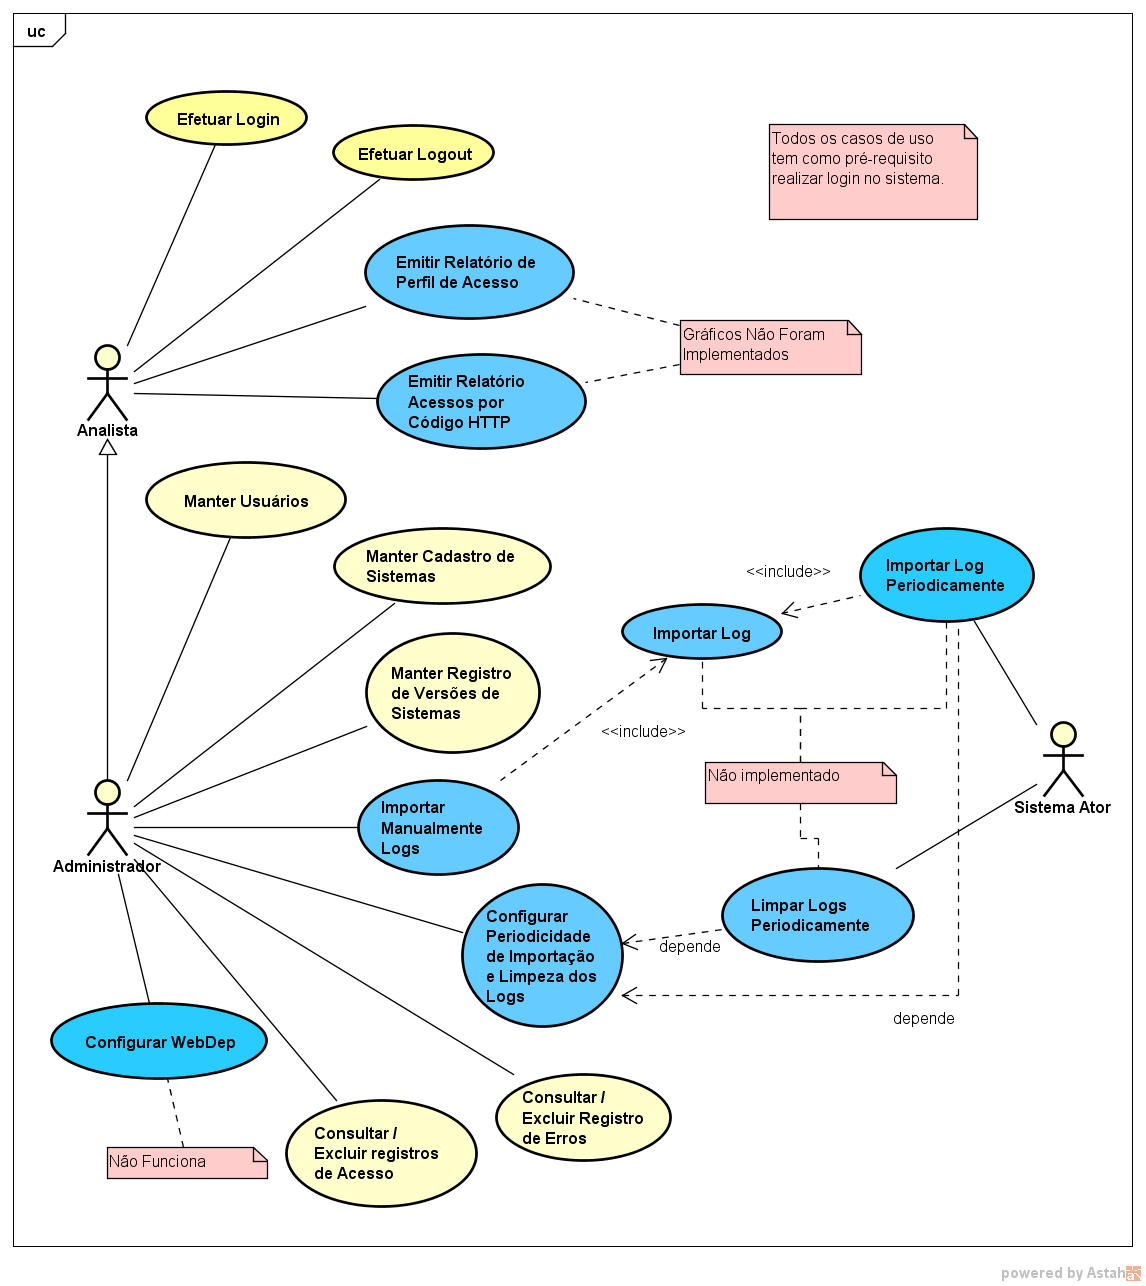 uc
Efetuar Login
Efetuar Logout
Todos os casos de uso
tem como pré-requisito
realizar login no sistema.
Emitir Relatório de
Perfil de Acesso
Gráficos Não Foram
Implementados
Emitir Relatório
Acessos por
Código HTTP
Analista
Manter Usuários
Manter Cadastro de
Sistemas
<<include>>
Importar Log
Periodicamente
Importar Log
Manter Registro
de Versões de
Sistemas
<<include>>
Não implementado
Sistema Ator
Importar
Manualmente
Logs
Administrador
Limpar Logs
Periodicamente
Configurar
Periodicidade
de Importação
e Limpeza dos
Logs
depende
depende
Configurar WebDep
Consultar /
Excluir Registro
de Erros
Consultar /
Excluir registros
de Acesso
Não Funciona
powered by Astah